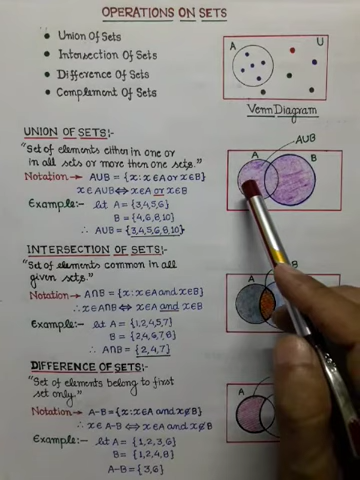 OPERATIONS ON SETS
• Union Of Sets
• Intersection Of Sets
• Difference Of Sets
• Complement Of Sets
A
U
Venn Diagram
UNION OF SETS:-
"Set of elements either in one or
in all sets or more then one sets."
Notation → A∪B = {x: x∈A or x∈B}
x∈A∪B ⟺ x∈A or x∈B
Example:- let A = {3,4,5,6}
B = {4,6,8,10}
∴ A∪B = {3,4,5,6,8,10}
A∪B
A
B
INTERSECTION OF SETS:-
"Set of elements common in all
given sets."
Notation → A∩B = {x: x∈A and x∈B}
∴ x∈A∩B ⟺ x∈A and x∈B
Example:- let A = {1,2,4,5,7}
B = {2,4,6,7,8}
∴ A∩B = {2,4,7}
A
DIFFERENCE OF SETS:-
"Set of elements belong to first
set only."
Notation → A-B = {x: x∈A and x∉B}
∴ x∈A-B ⟺ x∈A and x∉B
Example:- let A = {1,2,3,6}
B = {1,2,4,8}
A-B = {3,6}
A